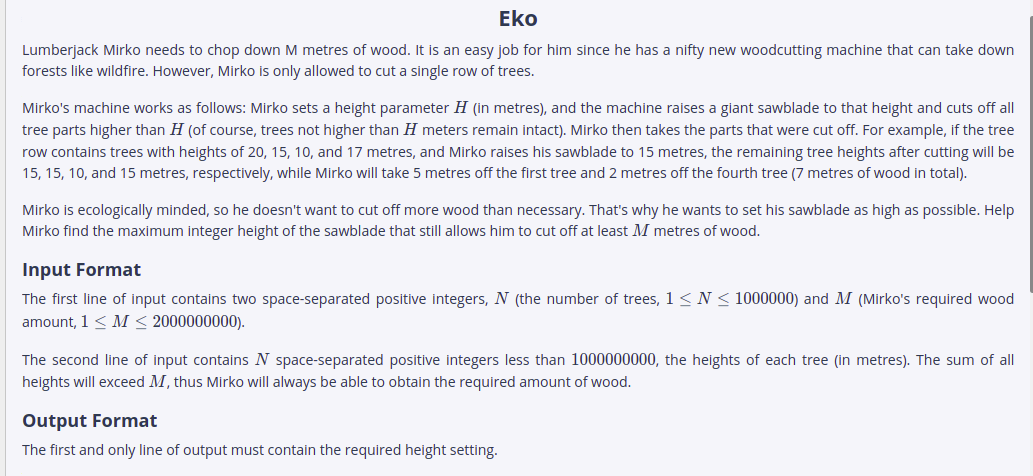 Eko
Lumberjack Mirko needs to chop down M metres of wood. It is an easy job for him since he has a nifty new woodcutting machine that can take down
forests like wildfire. However, Mirko is only allowed to cut a single row of trees.
Mirko's machine works as follows: Mirko sets a height parameter H (in metres), and the machine raises a giant sawblade to that height and cuts off all
tree parts higher than H (of course, trees not higher than H meters remain intact). Mirko then takes the parts that were cut off. For example, if the tree
row contains trees with heights of 20, 15, 10, and 17 metres, and Mirko raises his sawblade to 15 metres, the remaining tree heights after cutting will be
15, 15, 10, and 15 metres, respectively, while Mirko will take 5 metres off the first tree and 2 metres off the fourth tree (7 metres of wood in total).
Mirko is ecologically minded, so he doesn't want to cut off more wood than necessary. That's why he wants to set his sawblade as high as possible. Help
Mirko find the maximum integer height of the sawblade that still allows him to cut off at least M metres of wood.
Input Format
The first line of input contains two space-separated positive integers, N (the number of trees, 1 ≤ N ≤ 1000000) and M (Mirko's required wood
amount, 1 ≤ M ≤ 2000000000).
The second line of input contains N space-separated positive integers less than 1000000000, the heights of each tree (in metres). The sum of all
heights will exceed M, thus Mirko will always be able to obtain the required amount of wood.
Output Format
The first and only line of output must contain the required height setting.